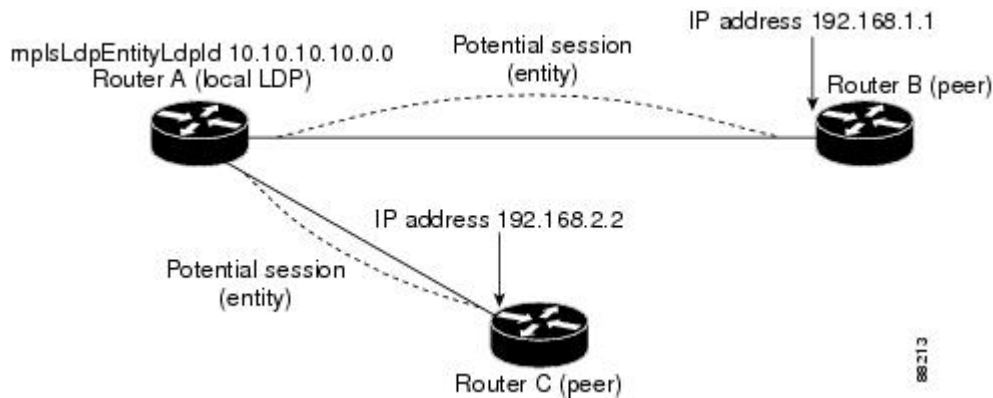 IP address 192.168.1.1
mplsLdpEntityLdpId 10.10.10.10.0.0
Router A (local LDP)
Potential session
(entity)
Router B (peer)
IP address 192.168.2.2
Potential session
(entity)
Router C (peer)
88213